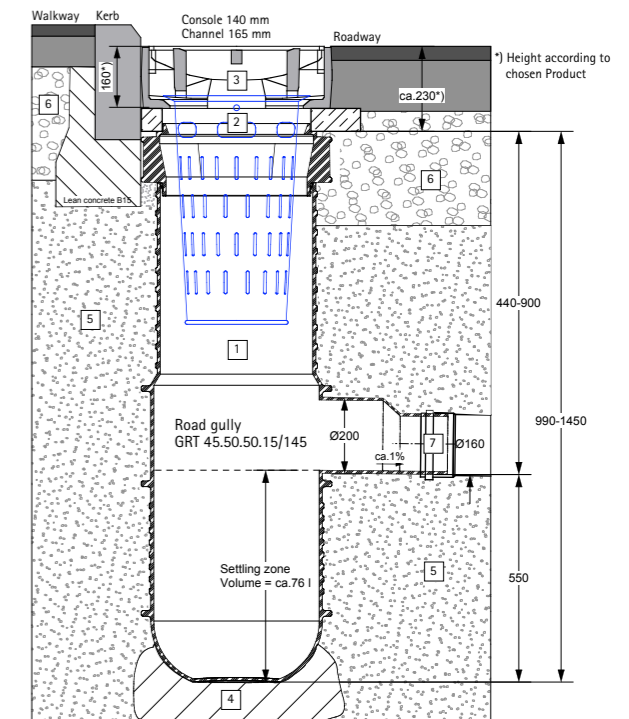 Walkway Kerb
Console 140 mm
Channel 165 mm
Roadway
*) Height according to
chosen Product
160*)
3
ca.230*)
6
2
6
Lean concrete B15
440-900
5
1
990-1450
Road gully
GRT 45.50.50.15/145
Ø200
7
Ø160
ca.1%
Settling zone
Volume = ca.76 l
5
550
4